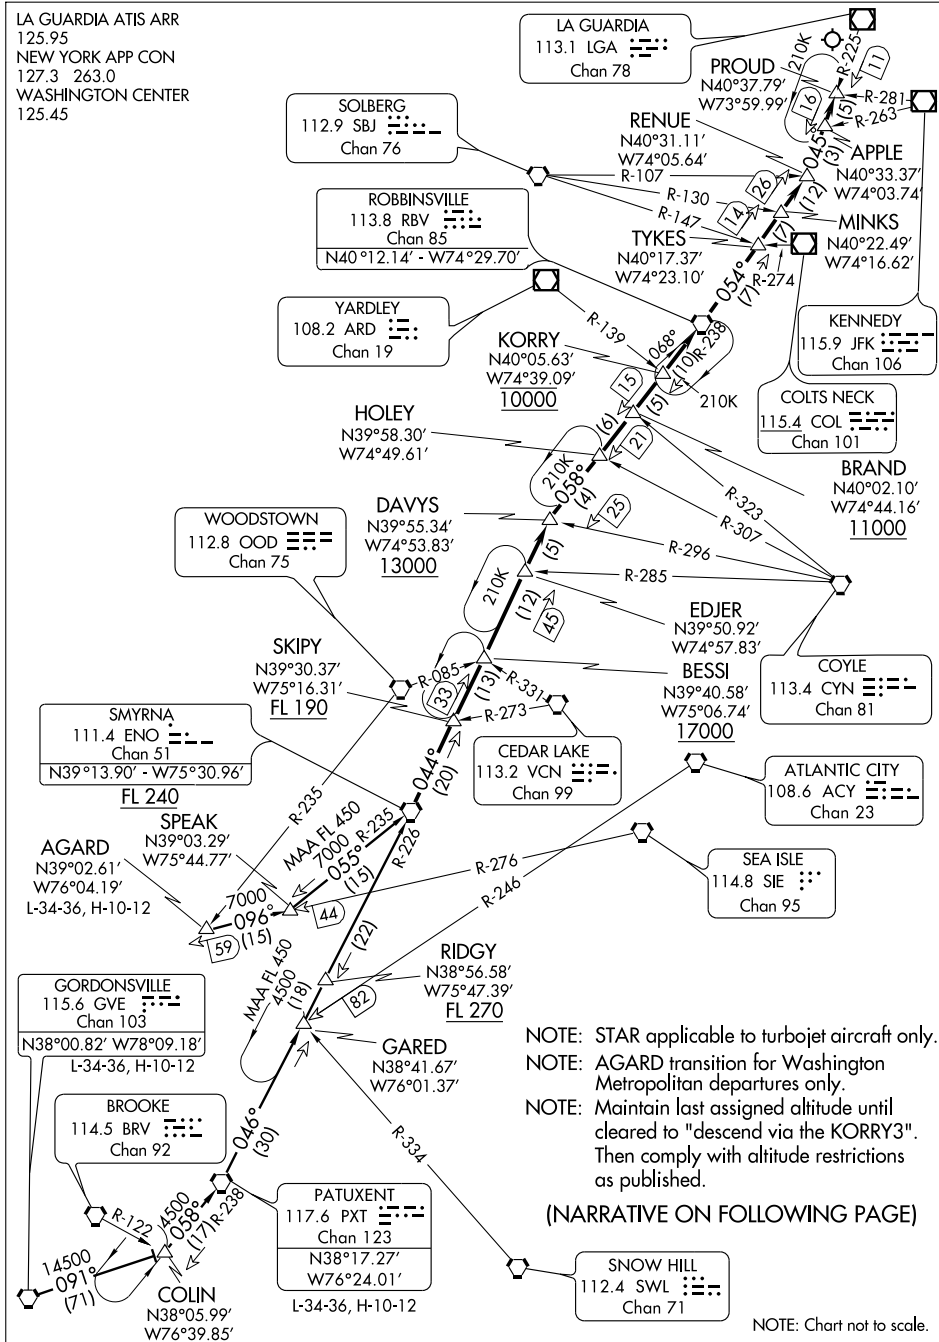 LA GUARDIA ATIS ARR
125.95
NEW YORK APP CON
127.3 263.0
WASHINGTON CENTER
125.45
LA GUARDIA
113.1 LGA
Chan 78
210K
R-225
11
PROUD
N40°37.79'
W73°59.99'
16
(5)
R-281
R-263
SOLBERG
112.9 SBJ
Chan 76
RENUE
N40°31.11'
W74°05.64'
045°
(3)
APPLE
N40°33.37'
W74°03.74'
R-107
R-130
R-147
26
14
(12)
(7)
MINKS
N40°22.49'
W74°16.62'
ROBBINSVILLE
113.8 RBV
Chan 85
N40°12.14' - W74°29.70'
TYKES
N40°17.37'
W74°23.10'
R-274
054°
(7)
YARDLEY
108.2 ARD
Chan 19
R-139
KENNEDY
115.9 JFK
Chan 106
KORRY
N40°05.63'
W74°39.09'
10000
068°
R-238
(10)
210K
15
(5)
COLTS NECK
115.4 COL
Chan 101
HOLEY
N39°58.30'
W74°49.61'
(6)
21
BRAND
N40°02.10'
W74°44.16'
11000
210K
058°
(4)
R-323
R-307
DAVYS
N39°55.34'
W74°53.83'
13000
25
R-296
R-285
WOODSTOWN
112.8 OOD
Chan 75
(5)
210K
(12)
45
EDJER
N39°50.92'
W74°57.83'
SKIPY
N39°30.37'
W75°16.31'
FL 190
R-085
33
(13)
R-331
R-273
BESSI
N39°40.58'
W75°06.74'
17000
COYLE
113.4 CYN
Chan 81
SMYRNA
111.4 ENO
Chan 51
N39°13.90' - W75°30.96'
FL 240
044°
(20)
CEDAR LAKE
113.2 VCN
Chan 99
ATLANTIC CITY
108.6 ACY
Chan 23
R-235
SPEAK
N39°03.29'
W75°44.77'
MAA FL 450
7000
R-235
055°
(15)
R-226
AGARD
N39°02.61'
W76°04.19'
L-34-36, H-10-12
7000
096°
(15)
59
44
R-276
R-246
SEA ISLE
114.8 SIE
Chan 95
(22)
MAA FL 450
4500
(18)
82
RIDGY
N38°56.58'
W75°47.39'
FL 270
GORDONSVILLE
115.6 GVE
Chan 103
N38°00.82' W78°09.18'
L-34-36, H-10-12
GARED
N38°41.67'
W76°01.37'
NOTE: STAR applicable to turbojet aircraft only.
NOTE: AGARD transition for Washington
Metropolitan departures only.
NOTE: Maintain last assigned altitude until
cleared to "descend via the KORRY3".
Then comply with altitude restrictions
as published.
(NARRATIVE ON FOLLOWING PAGE)
BROOKE
114.5 BRV
Chan 92
046°
(30)
R-334
R-122
4500
058°
(17)
R-238
PATUXENT
117.6 PXT
Chan 123
N38°17.27'
W76°24.01'
L-34-36, H-10-12
14500
091°
(71)
COLIN
N38°05.99'
W76°39.85'
SNOW HILL
112.4 SWL
Chan 71
NOTE: Chart not to scale.